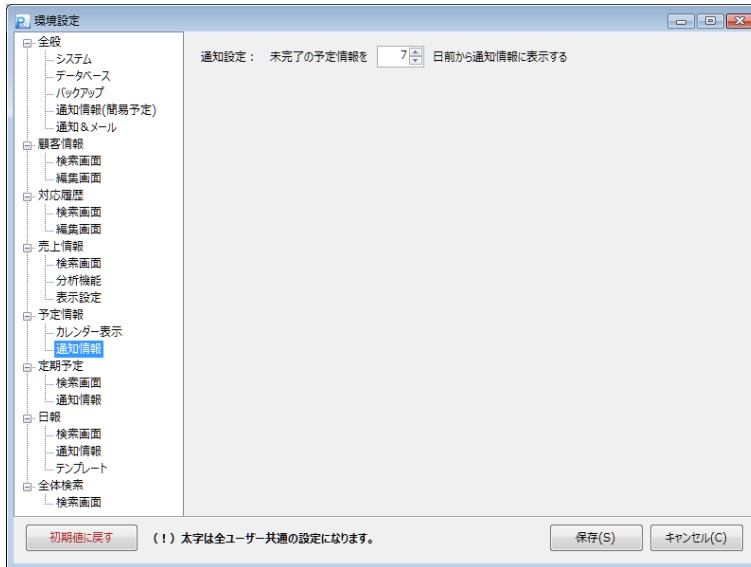 環境設定
全般
システム
データベース
バックアップ
通知情報(簡易予定)
通知&メール
顧客情報
検索画面
編集画面
対応履歴
検索画面
編集画面
売上情報
検索画面
分析機能
表示設定
予定情報
カレンダー表示
通知情報
定期予定
検索画面
通知情報
日報
検索画面
通知情報
テンプレート
全体検索
検索画面
通知設定： 未完了の予定情報を 7 日前から通知情報に表示する
初期値に戻す (！) 太字は全ユーザー共通の設定になります。 保存(S) キャンセル(C)